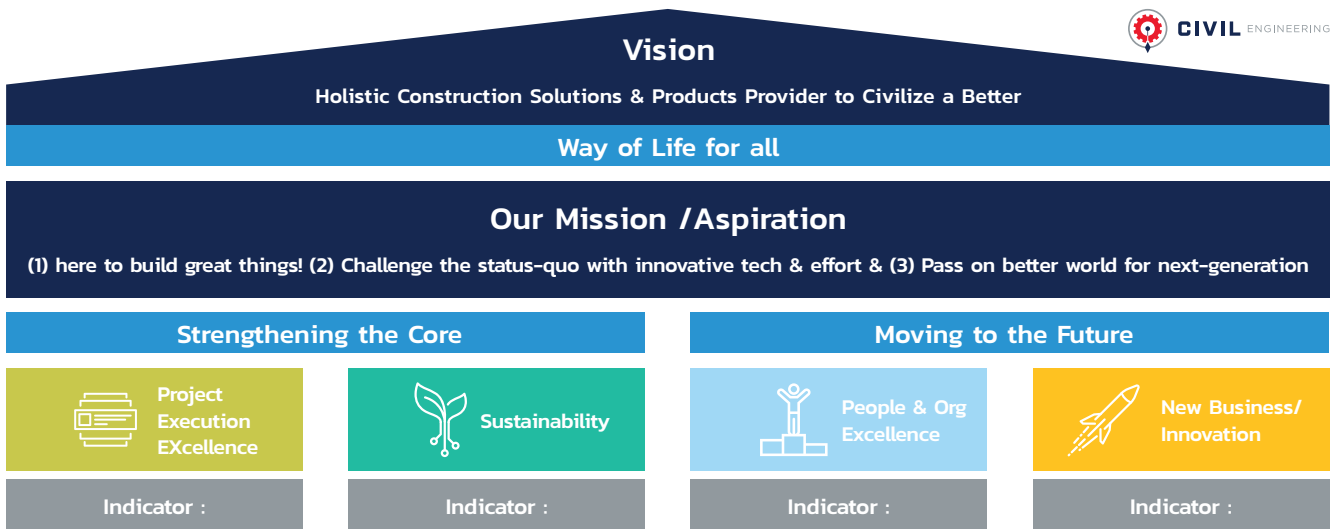 CIVIL ENGINEERING
Vision
Holistic Construction Solutions & Products Provider to Civilize a Better
Way of Life for all
Our Mission /Aspiration
(1) here to build great things! (2) Challenge the status-quo with innovative tech & effort & (3) Pass on better world for next-generation
Strengthening the Core
Moving to the Future
Project
Execution
EXcellence
Sustainability
People & Org
Excellence
New Business/
Innovation
Indicator :
Indicator :
Indicator :
Indicator :